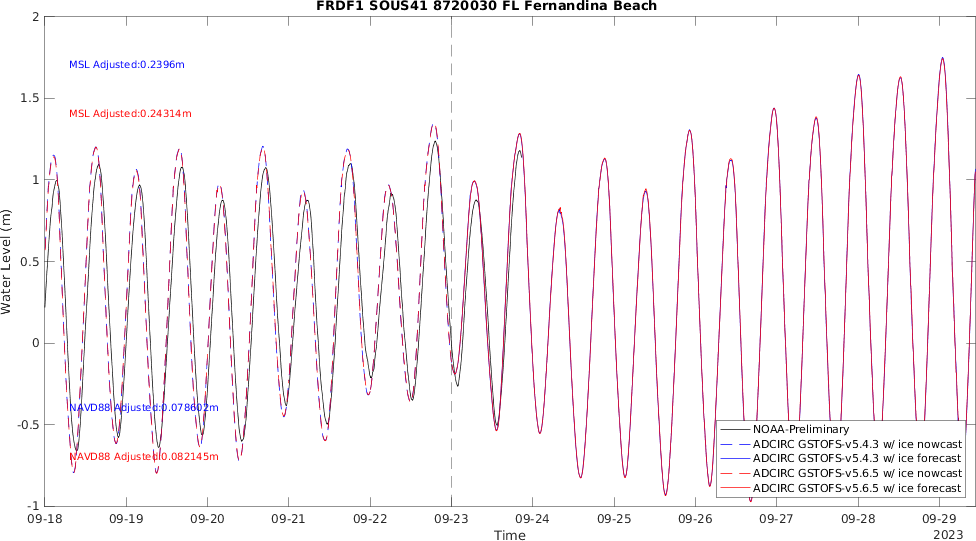 FRDF1 SOUS41 8720030 FL Fernandina Beach
2
MSL Adjusted:0.2396m
1.5
MSL Adjusted:0.24314m
1
Water Level (m)
0.5
0
NAVD88 Adjusted:0.078602m
-0.5
NAVD88 Adjusted:0.082145m
NOAA-Preliminary
ADCIRC GSTOFS-v5.4.3 w/ ice nowcast
ADCIRC GSTOFS-v5.4.3 w/ ice forecast
ADCIRC GSTOFS-v5.6.5 w/ ice nowcast
ADCIRC GSTOFS-v5.6.5 w/ ice forecast
-1
09-18 09-19 09-20 09-21 09-22 09-23 09-24 09-25 09-26 09-27 09-28 09-29
Time
2023